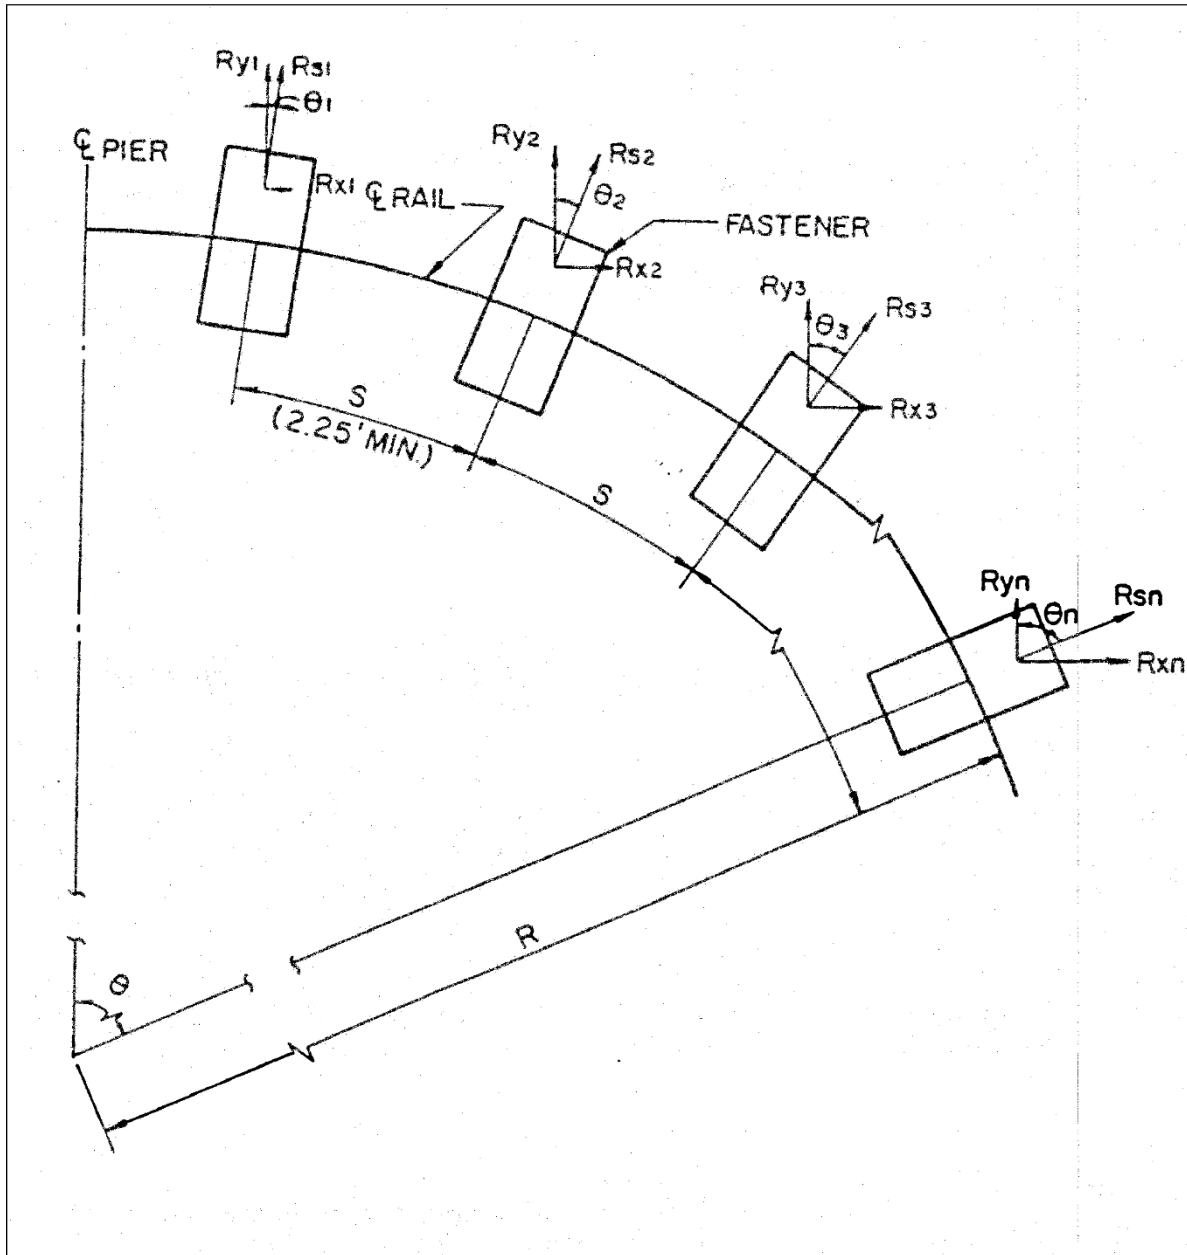 Ry1 Rs1
θ1
℄ PIER
Rx1 ℄ RAIL
Ry2 Rs2
θ2
FASTENER
Rx2
Ry3 Rs3
θ3
Rx3
S
(2.25' MIN.)
S
Ryn Rsn
θn
Rxn
R
θ